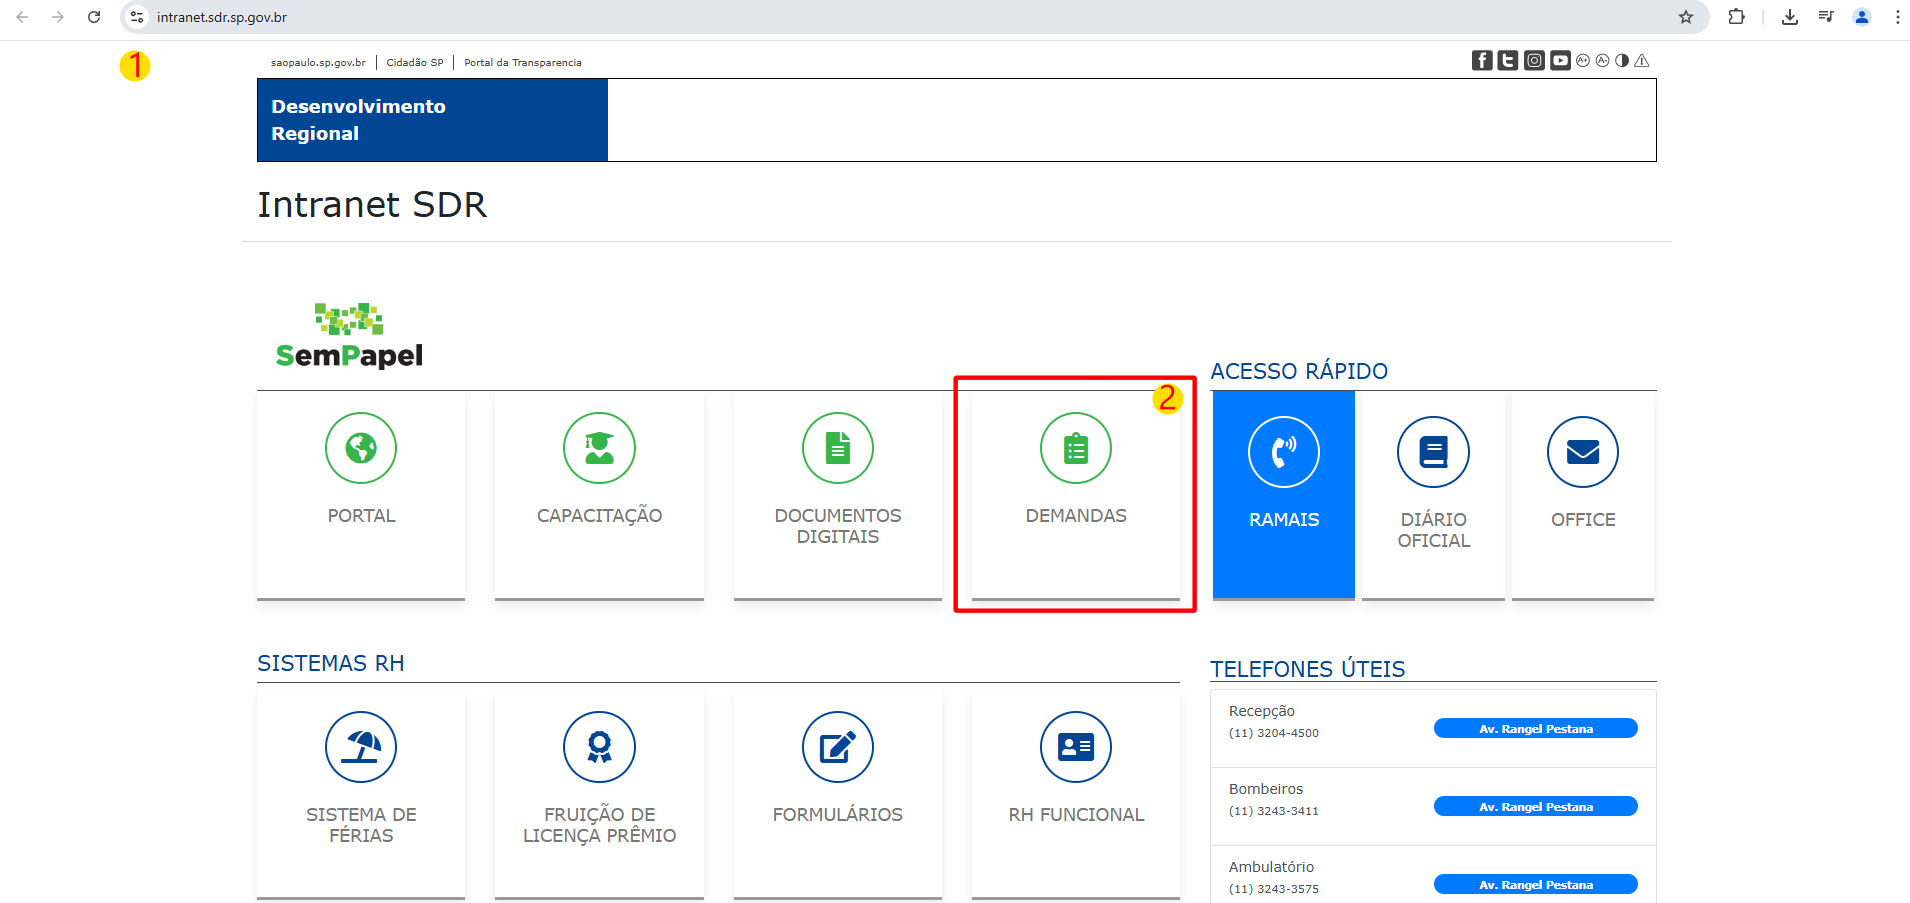 intranet.sdr.sp.gov.br
1
saopaulo.sp.gov.br | Cidadão SP | Portal da Transparencia
A+ A-
Desenvolvimento
Regional
Intranet SDR
SemPapel
ACESSO RÁPIDO
2
PORTAL
CAPACITAÇÃO
DOCUMENTOS
DIGITAIS
DEMANDAS
RAMAIS
DIÁRIO
OFICIAL
OFFICE
SISTEMAS RH
SISTEMA DE
FÉRIAS
FRUIÇÃO DE
LICENÇA PRÊMIO
FORMULÁRIOS
RH FUNCIONAL
TELEFONES ÚTEIS
Recepção
(11) 3204-4500
Av. Rangel Pestana
Bombeiros
(11) 3243-3411
Av. Rangel Pestana
Ambulatório
(11) 3243-3575
Av. Rangel Pestana